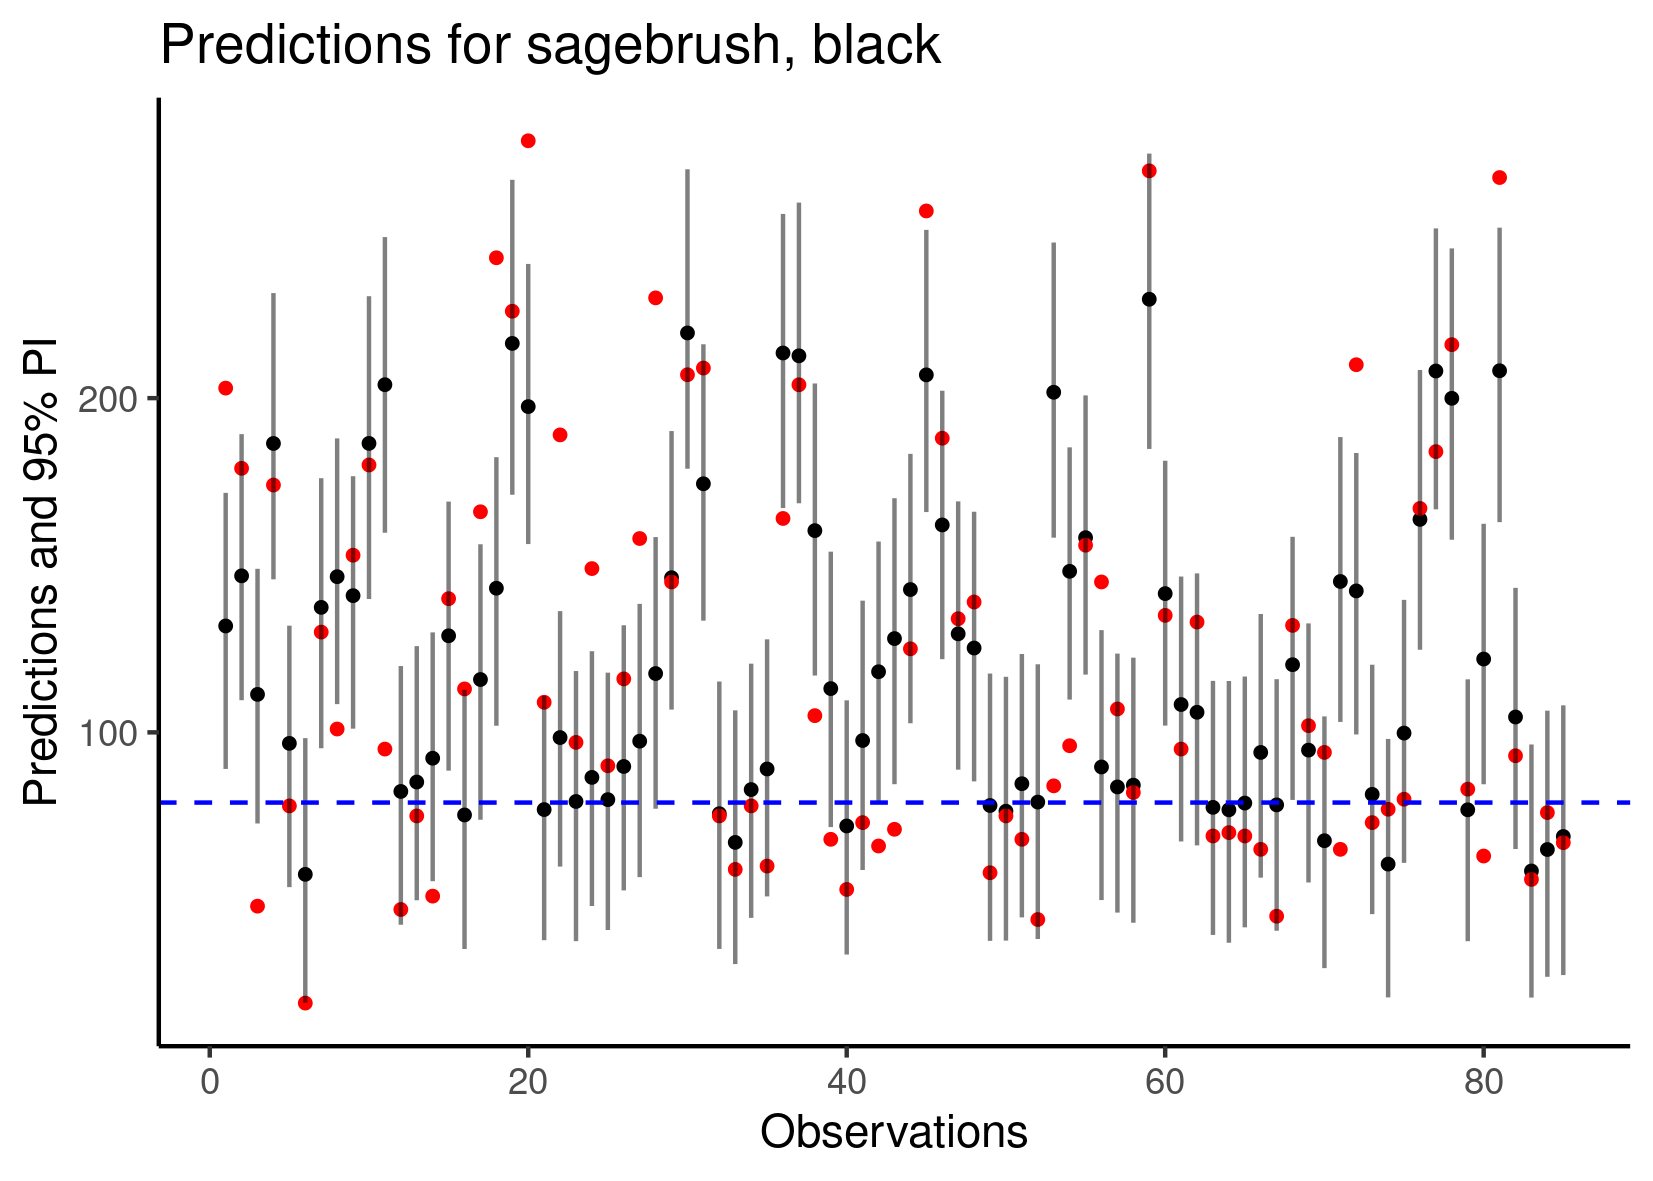 Predictions for sagebrush, black
Predictions and 95% PI
200
100
0 20 40 60 80
Observations